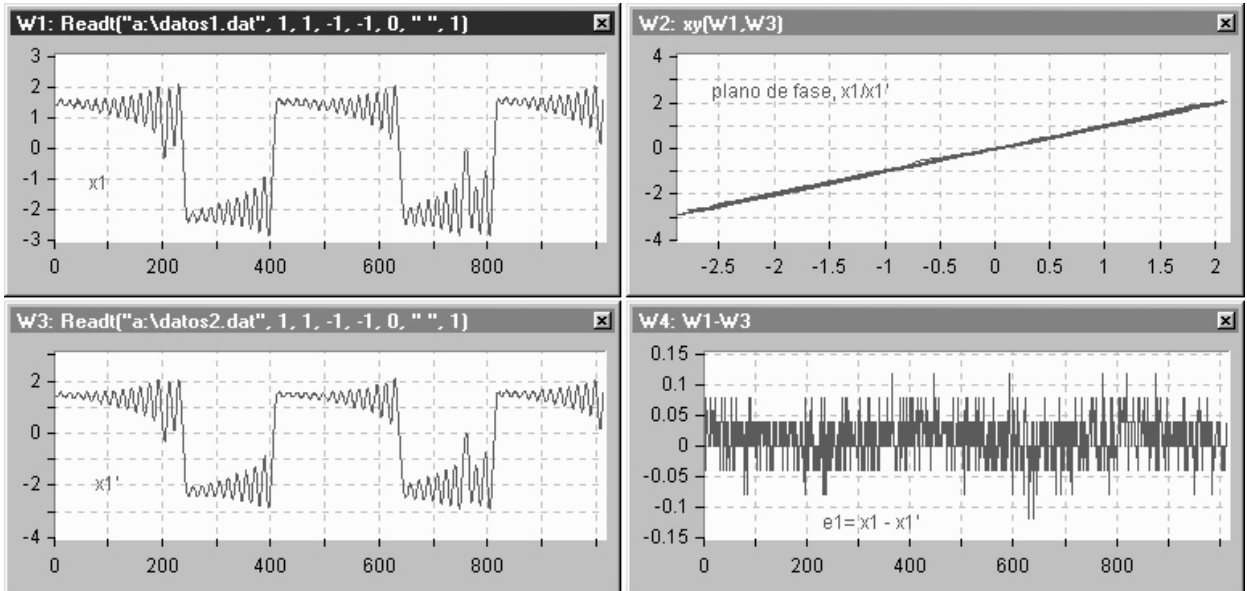 W1: Readt("a:\datos1.dat", 1, 1, -1, -1, 0, " ", 1)
3
2
1
0
-1
-2
-3
x1
0 200 400 600 800
W2: xy(W1,W3)
4
2
0
-2
-4
plano de fase, x1/x1'
-2.5 -2 -1.5 -1 -0.5 0 0.5 1 1.5 2
W3: Readt("a:\datos2.dat", 1, 1, -1, -1, 0, " ", 1)
2
0
-2
-4
x1'
0 200 400 600 800
W4: W1-W3
0.15
0.1
0.05
0
-0.05
-0.1
-0.15
e1= x1 - x1'
0 200 400 600 800